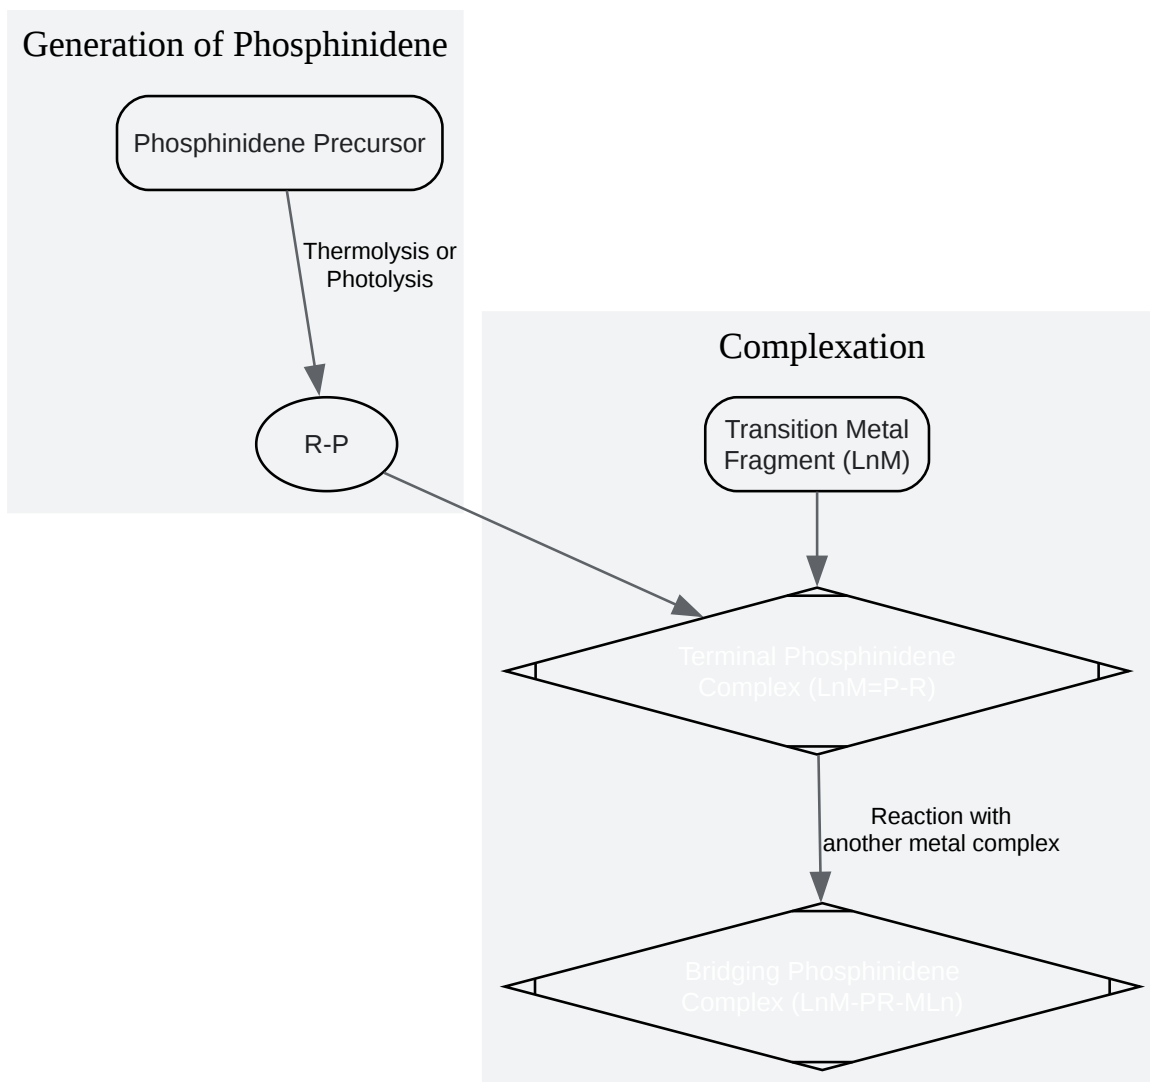 Generation of Phosphinidene
Phosphinidene Precursor
Thermolysis or
Photolysis
R-P
Complexation
Transition Metal
Fragment (LnM)
Terminal Phosphinidene
Complex (LnM=P-R)
Reaction with
another metal complex
Bridging Phosphinidene
Complex (LnM-PR-MLn)